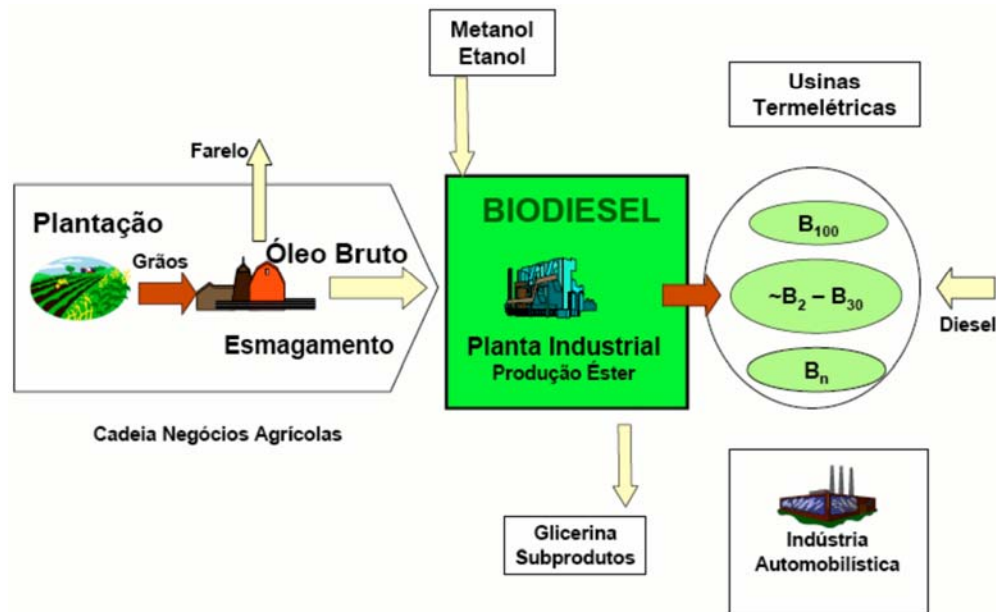 Metanol
Etanol
Usinas
Termelétricas
Farelo
Plantação
Grãos
Óleo Bruto
Esmagamento
Cadeia Negócios Agrícolas
BIODIESEL
Planta Industrial
Produção Éster
B100
~B2 – B30
Bn
Diesel
Glicerina
Subprodutos
Indústria
Automobilística